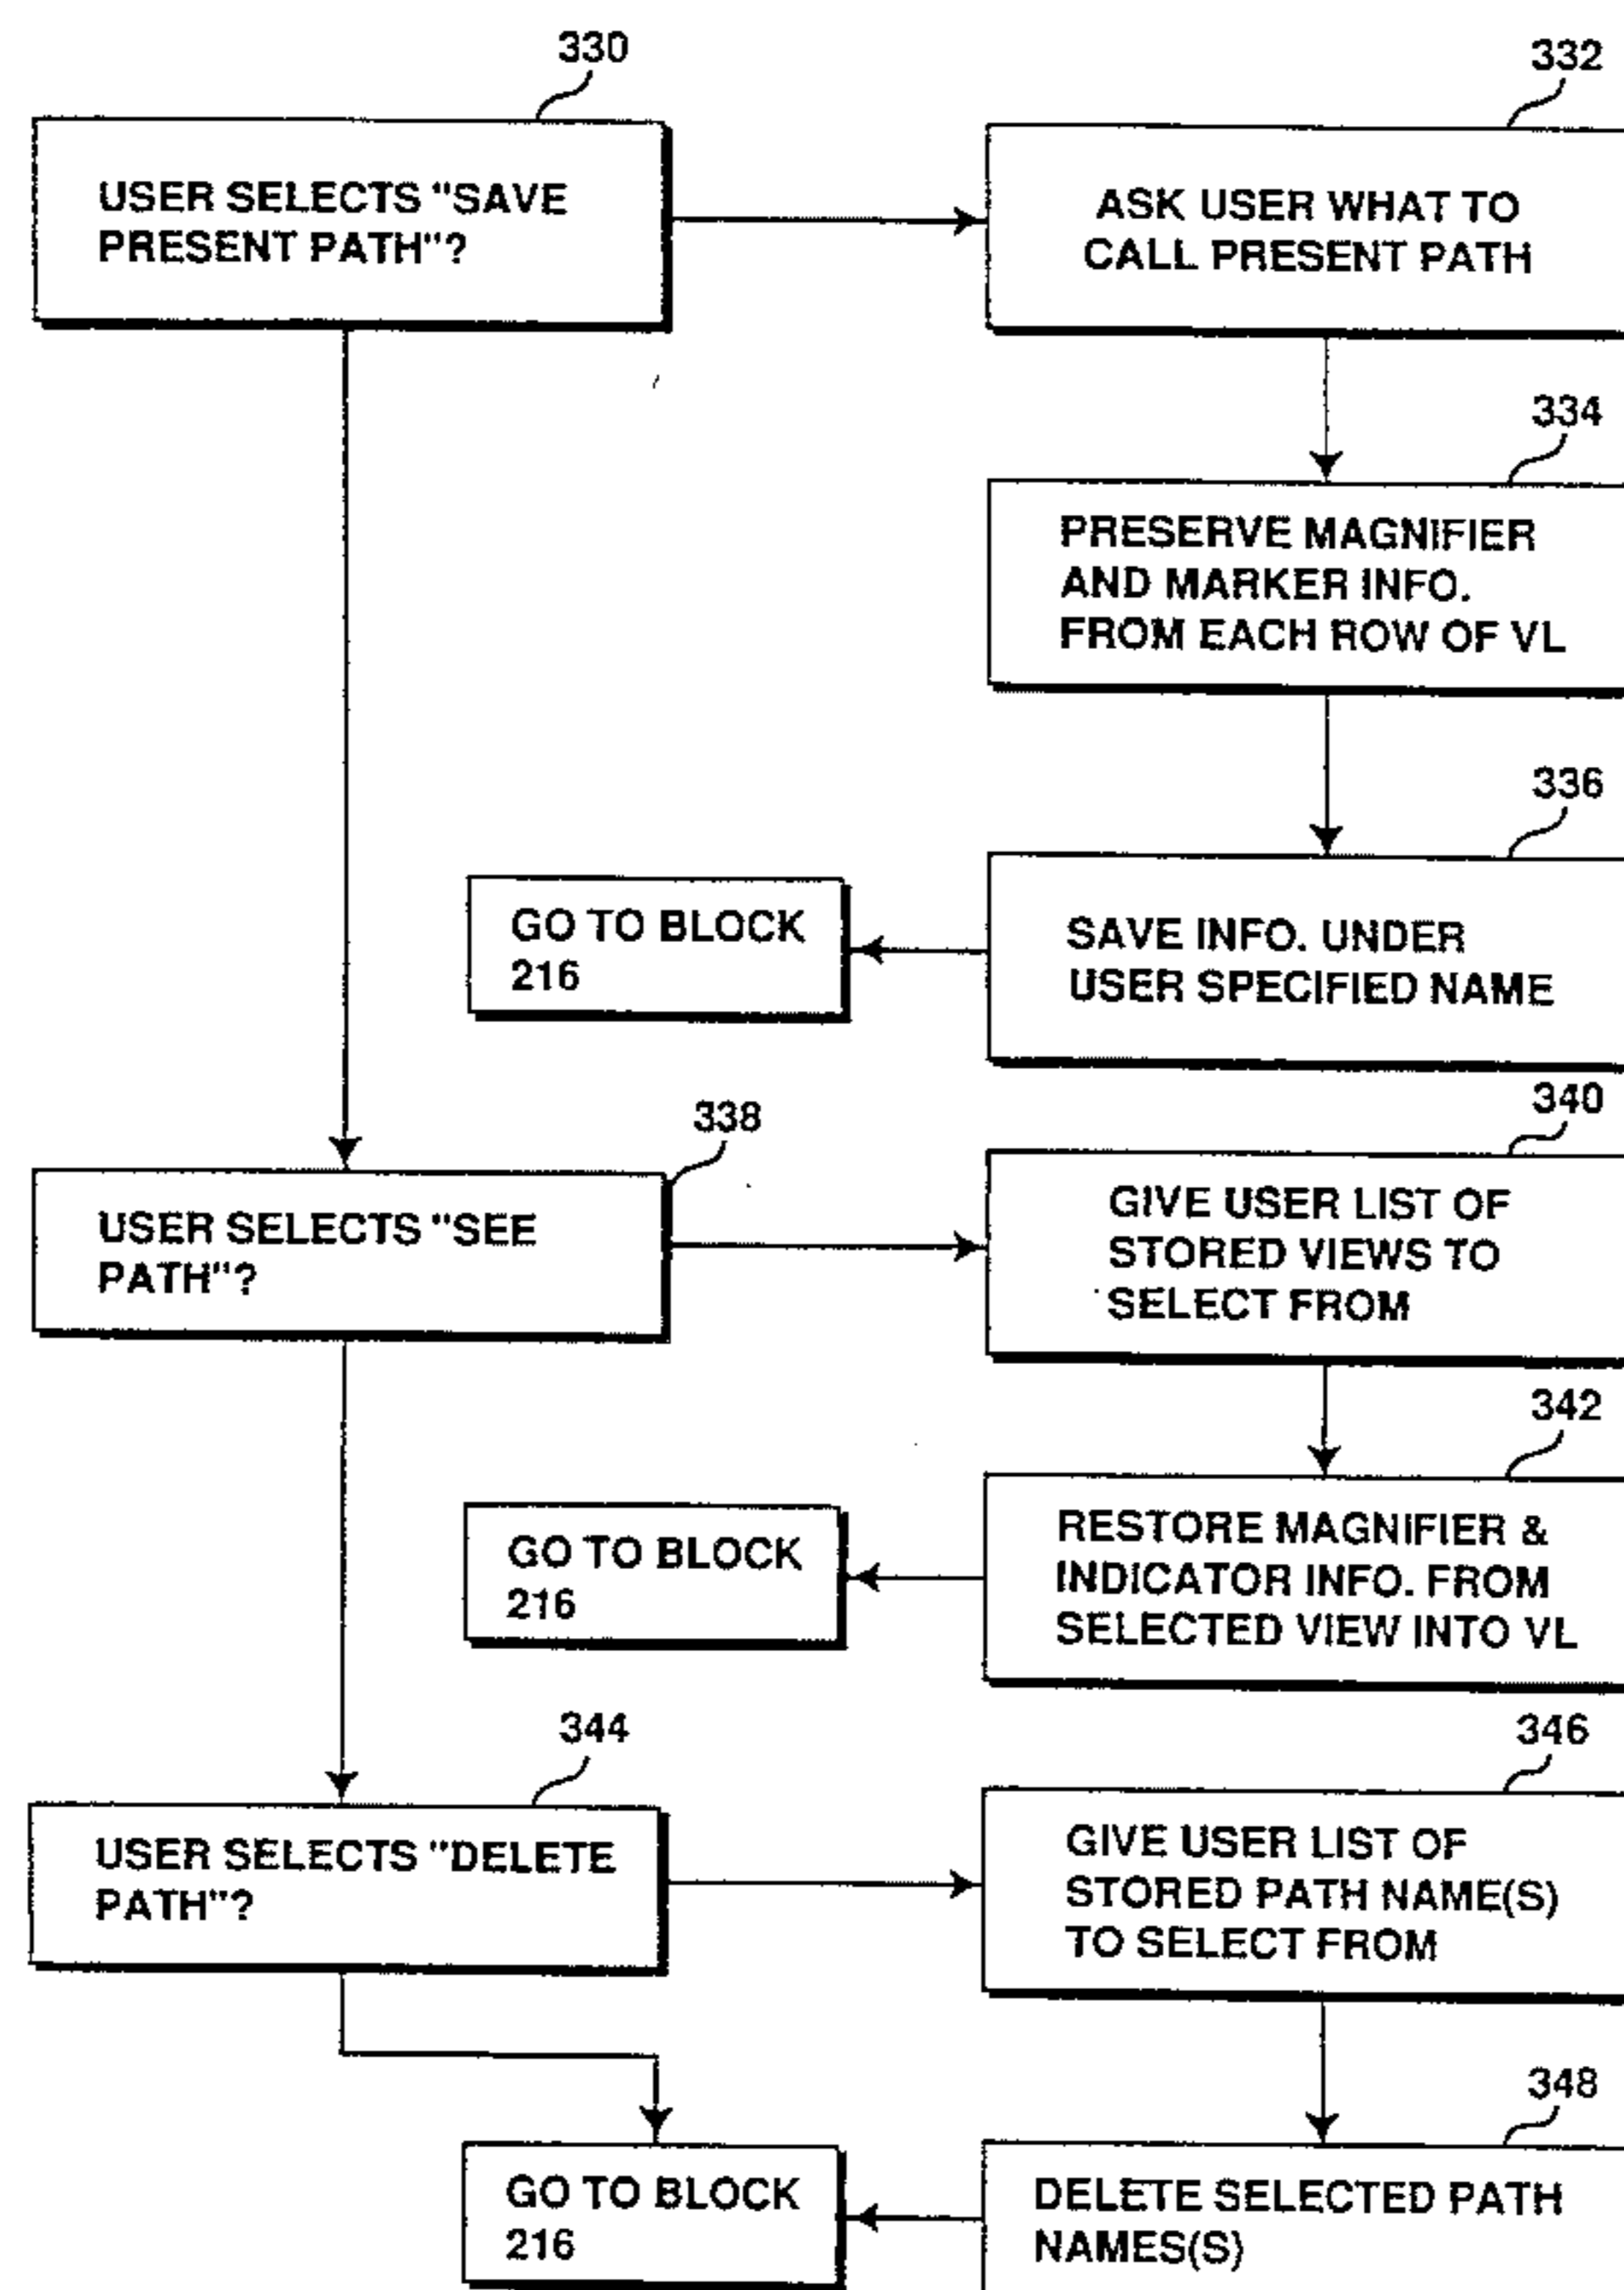 330
USER SELECTS "SAVE
PRESENT PATH"?
332
ASK USER WHAT TO
CALL PRESENT PATH
334
PRESERVE MAGNIFIER
AND MARKER INFO.
FROM EACH ROW OF VL
336
SAVE INFO. UNDER
USER SPECIFIED NAME
GO TO BLOCK
216
338
USER SELECTS "SEE
PATH"?
340
GIVE USER LIST OF
STORED VIEWS TO
SELECT FROM
342
RESTORE MAGNIFIER &
INDICATOR INFO. FROM
SELECTED VIEW INTO VL
GO TO BLOCK
216
344
USER SELECTS "DELETE
PATH"?
346
GIVE USER LIST OF
STORED PATH NAME(S)
TO SELECT FROM
348
DELETE SELECTED PATH
NAMES(S)
GO TO BLOCK
216